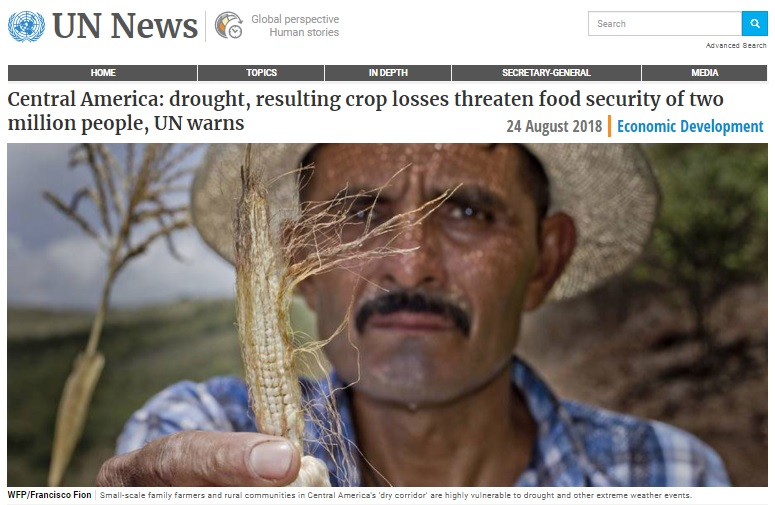 UN News
Global perspective
Human stories
Search
Advanced Search
HOME
TOPICS
IN DEPTH
SECRETARY-GENERAL
MEDIA
Central America: drought, resulting crop losses threaten food security of two
million people, UN warns
24 August 2018
Economic Development
WFP/Francisco Fion
Small-scale family farmers and rural communities in Central America's 'dry corridor' are highly vulnerable to drought and other extreme weather events.